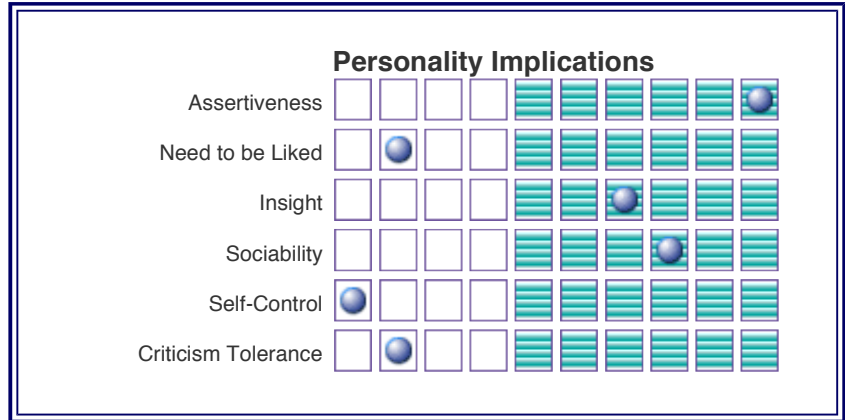 Personality Implications
Assertiveness
Need to be Liked
Insight
Sociability
Self-Control
Criticism Tolerance